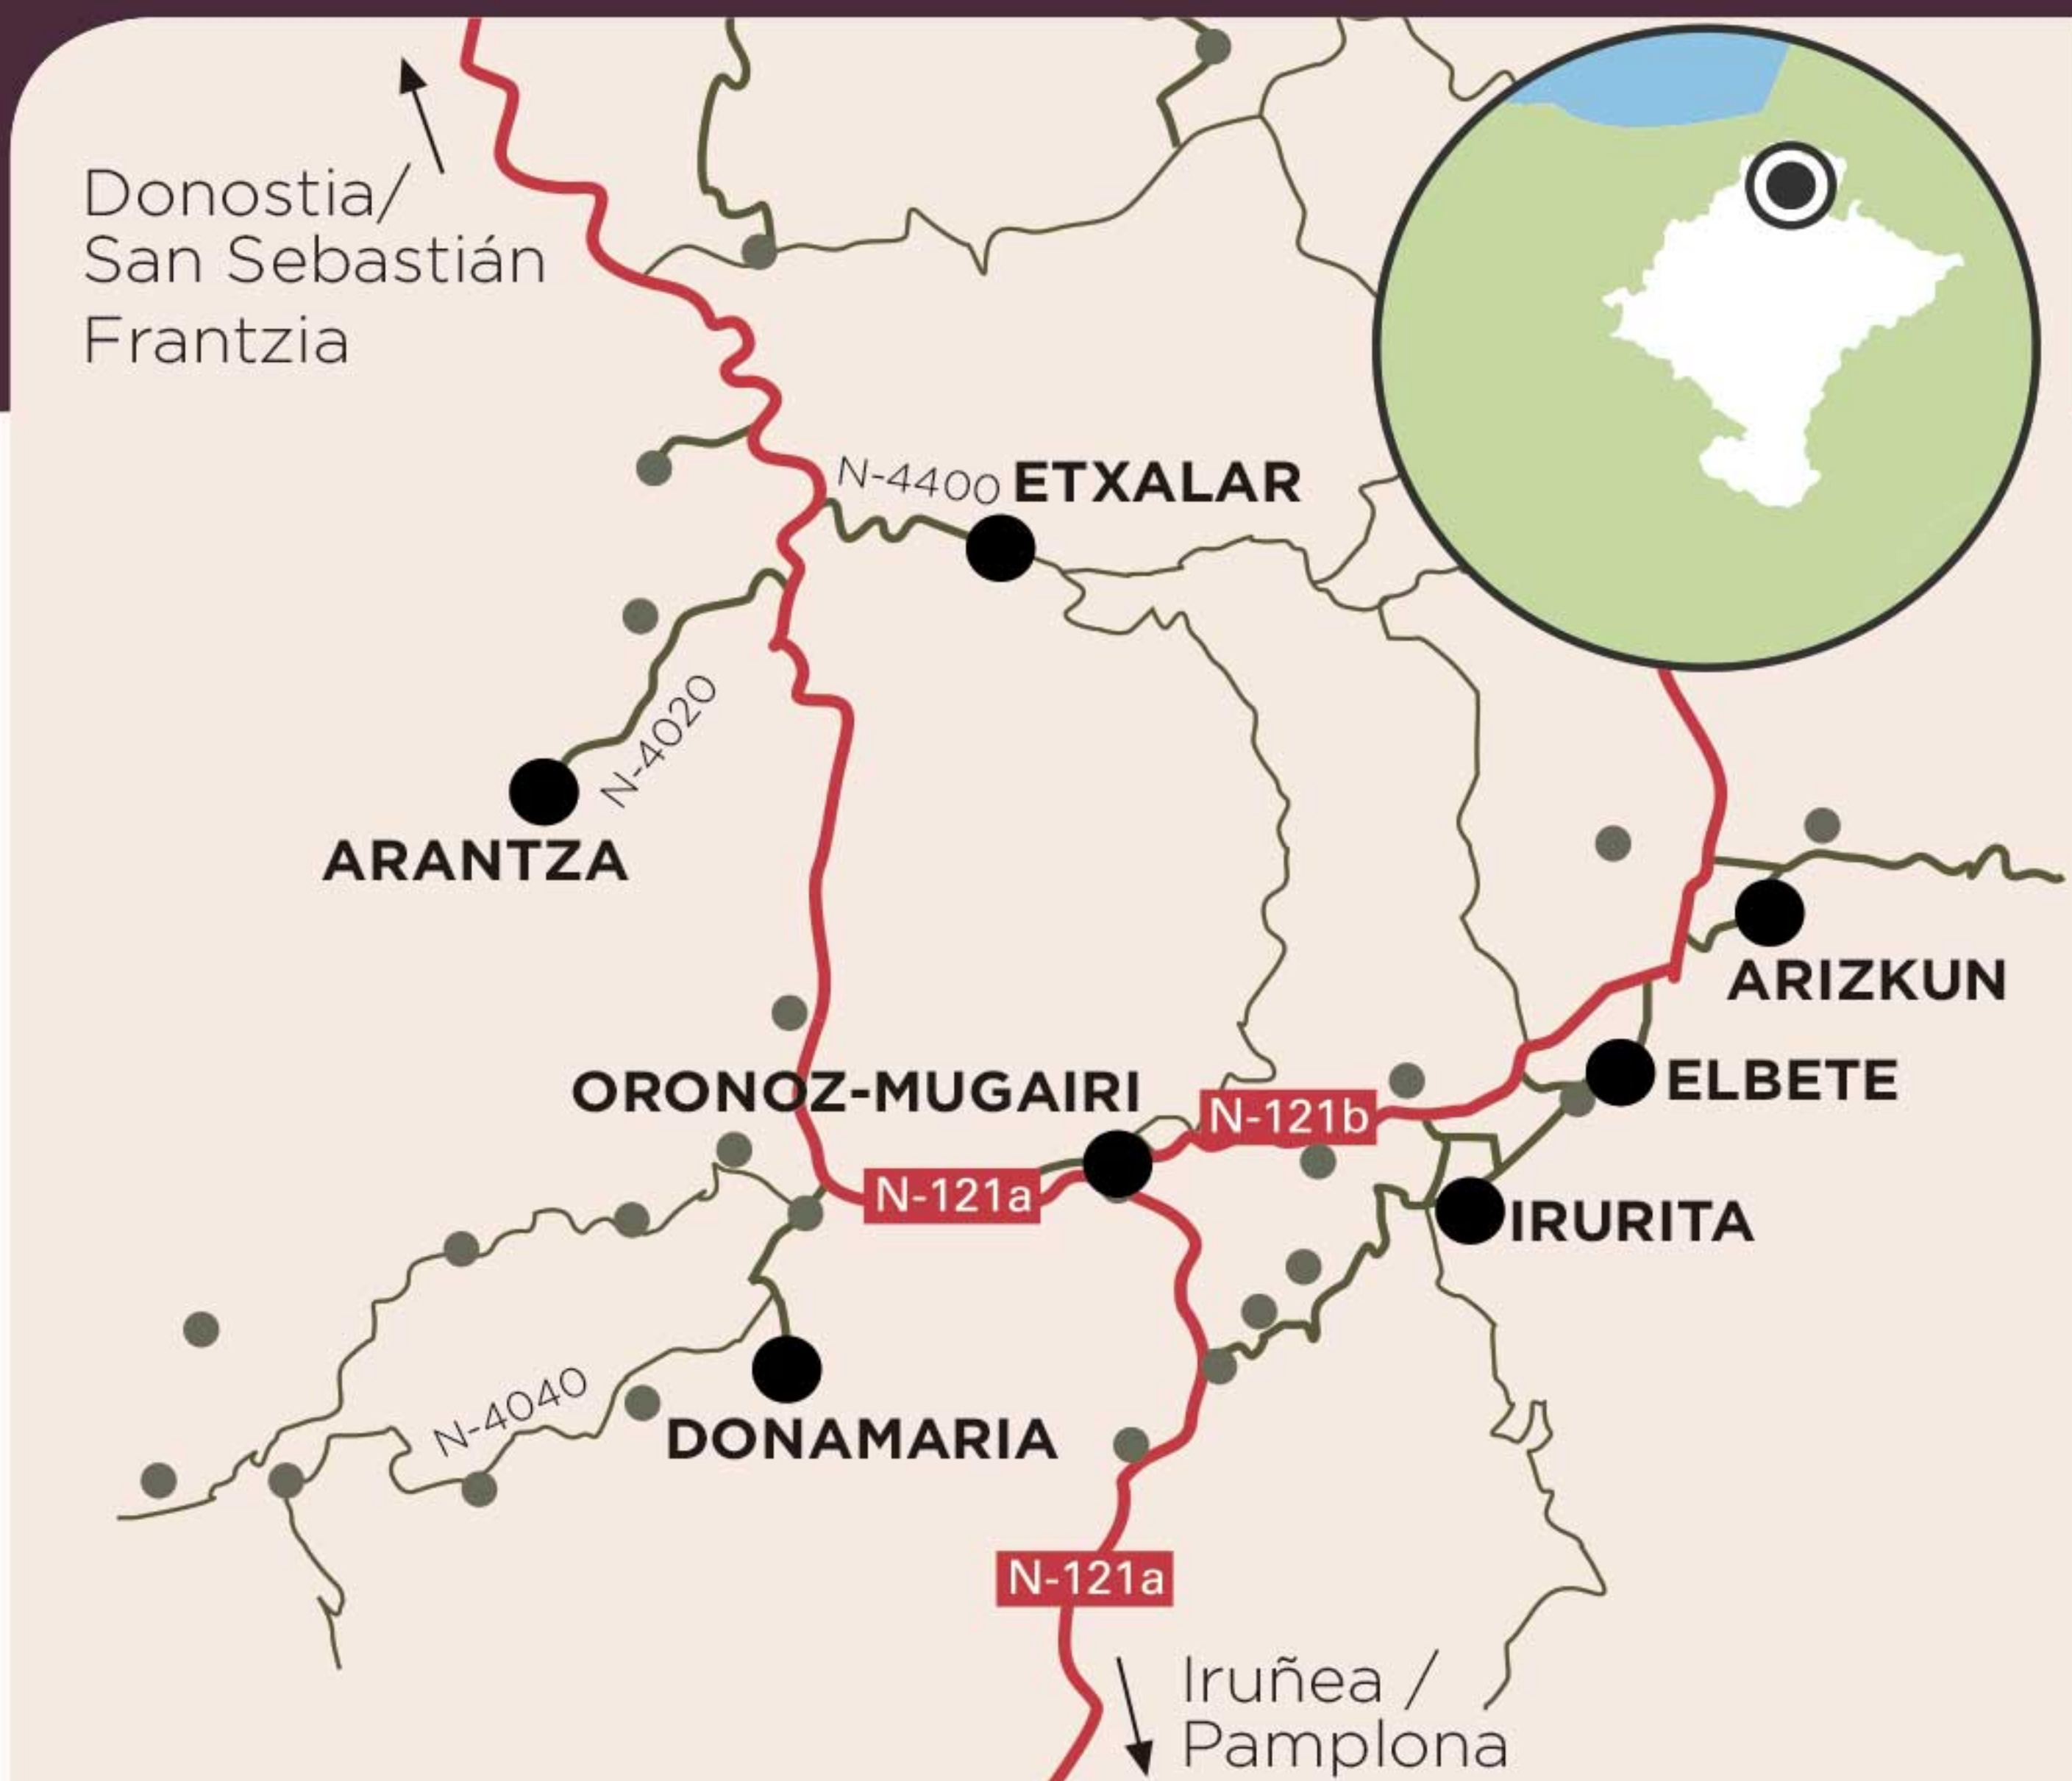 Donostia/
San Sebastián
Frantzia
N-4400
ETXALAR
N-4020
ARANTZA
ARIZKUN
ORONOZ-MUGAIRI
ELBETE
N-121b
N-121a
IRURITA
N-4040
DONAMARIA
N-121a
Iruñea /
Pamplona